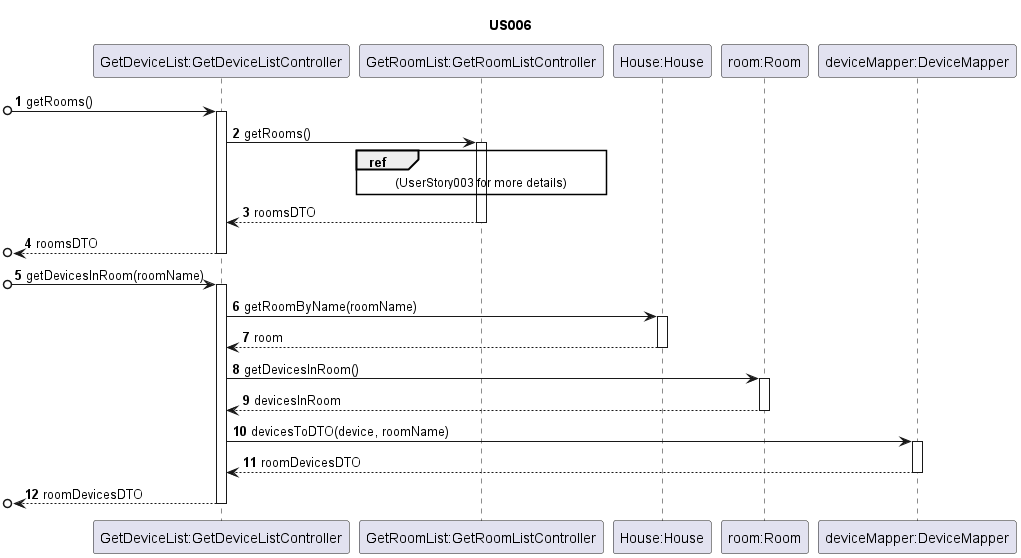 US006
GetDeviceList:GetDeviceListController GetRoomList:GetRoomListController House:House room:Room deviceMapper:DeviceMapper
1 getRooms()
2 getRooms()
ref
(UserStory003 for more details)
3 roomsDTO
4 roomsDTO
5 getDevicesInRoom(roomName)
6 getRoomByName(roomName)
7 room
8 getDevicesInRoom()
9 devicesInRoom
10 devicesToDTO(device, roomName)
11 roomDevicesDTO
12 roomDevicesDTO
GetDeviceList:GetDeviceListController GetRoomList:GetRoomListController House:House room:Room deviceMapper:DeviceMapper